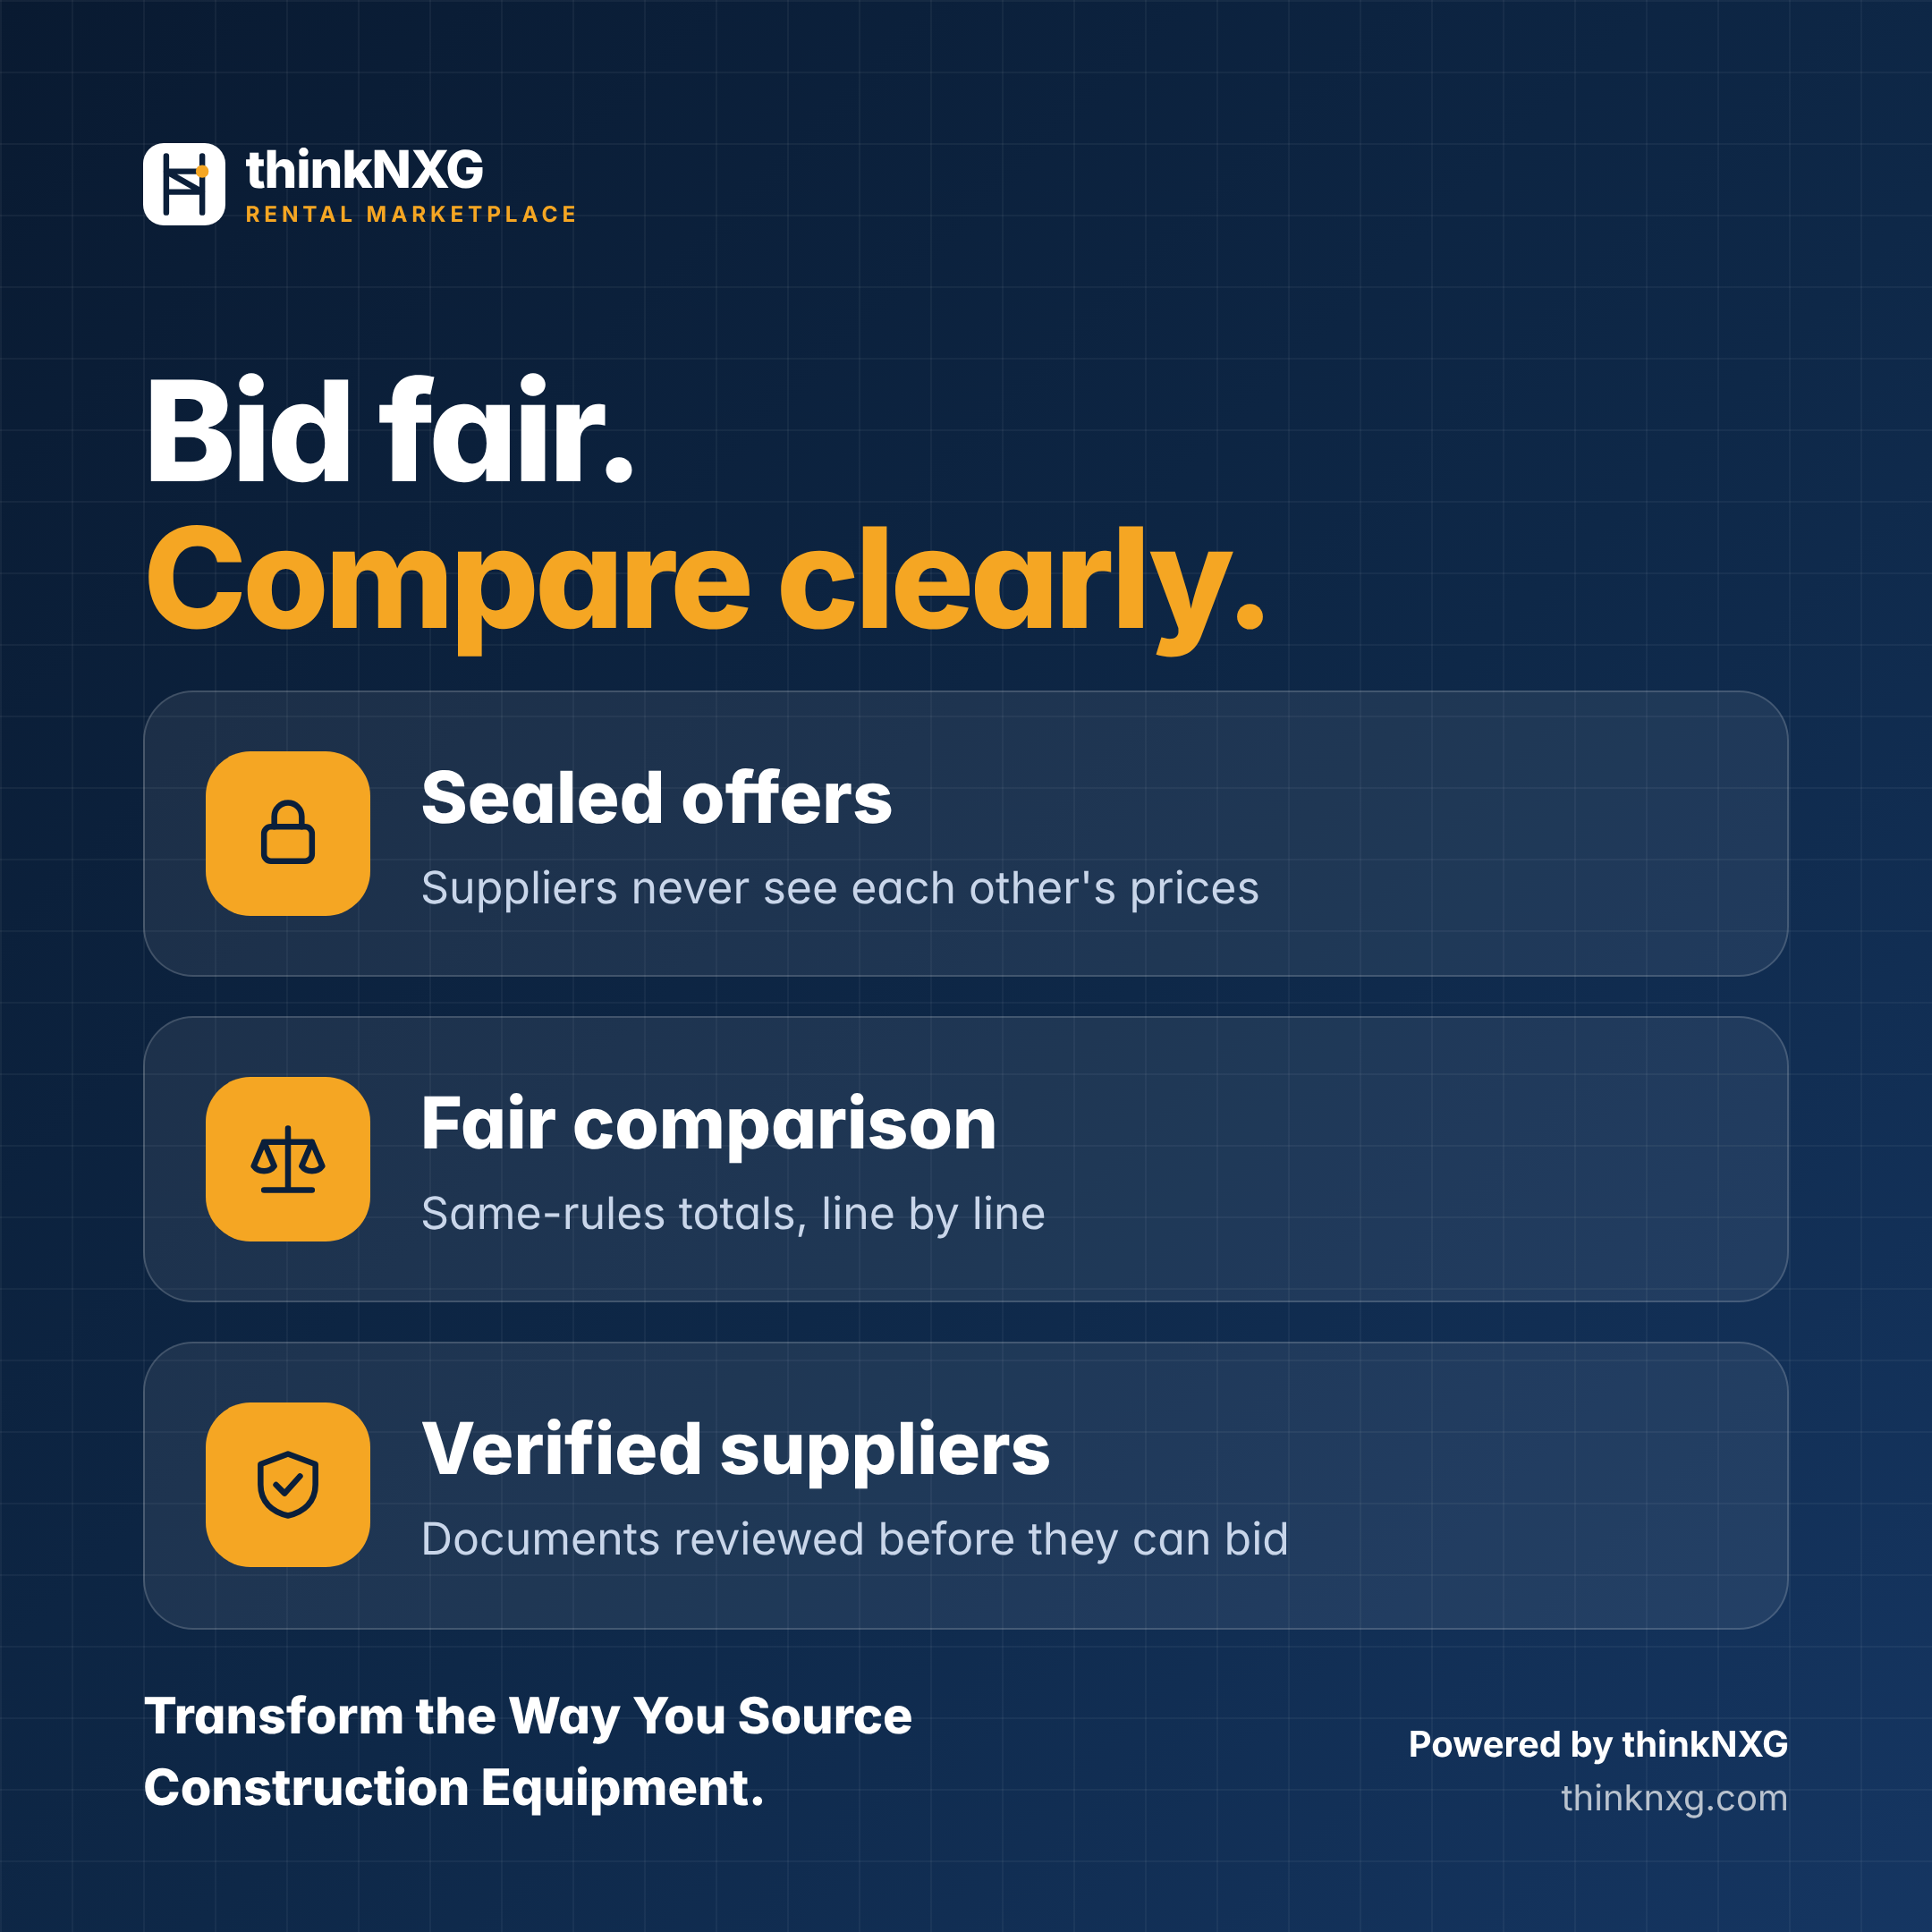 thinkNXG
RENTAL MARKETPLACE
Bid fair.
Compare clearly.
Sealed offers
Suppliers never see each other's prices
Fair comparison
Same-rules totals, line by line
Verified suppliers
Documents reviewed before they can bid
Transform the Way You Source
Construction Equipment.
Powered by thinkNXG
thinknxg.com